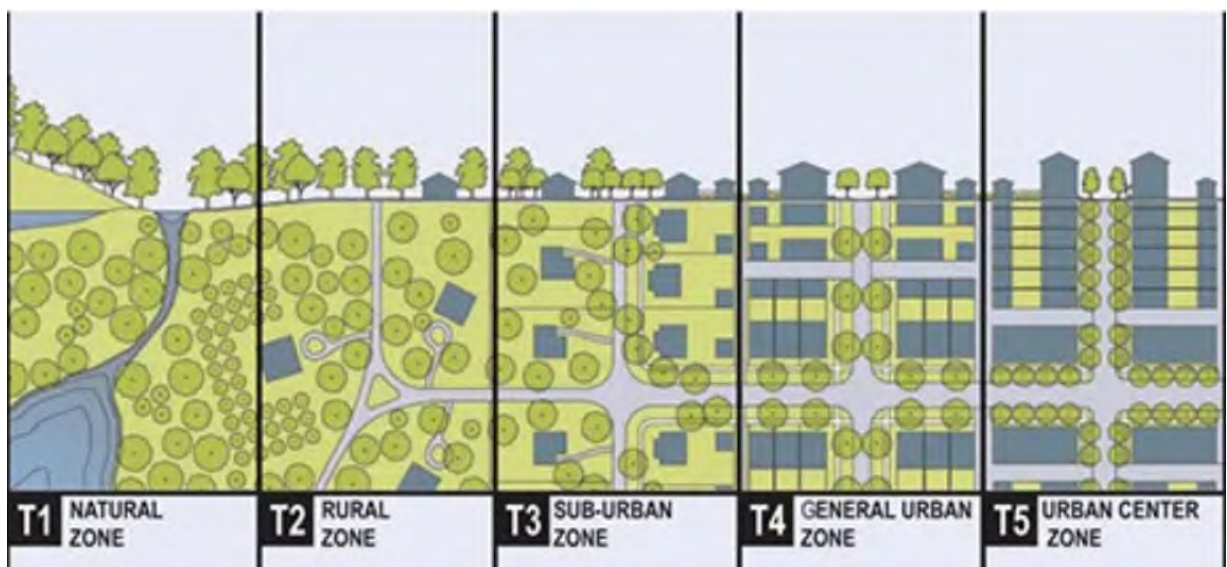 T1 NATURAL
ZONE
T2 RURAL
ZONE
T3 SUB-URBAN
ZONE
T4 GENERAL URBAN
ZONE
T5 URBAN CENTER
ZONE